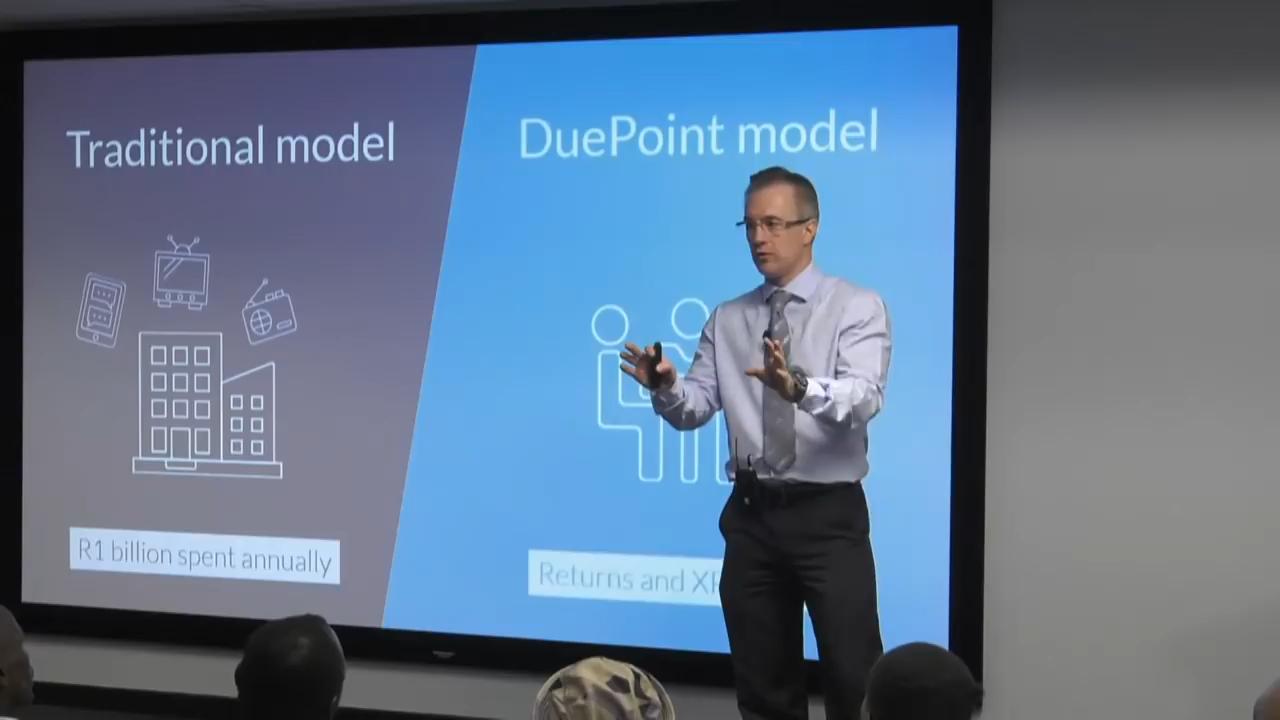 Traditional model
DuePoint model
R1 billion spent annually
Returns and